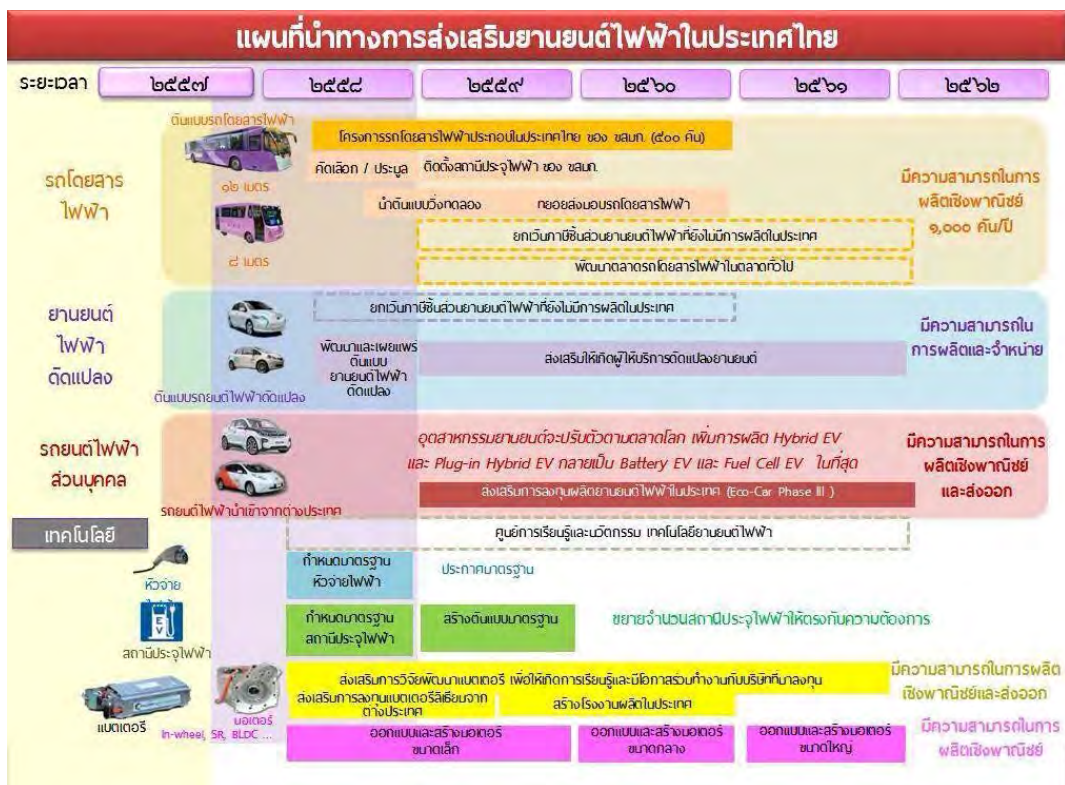 แผนที่นำทางการส่งเสริมยานยนต์ไฟฟ้าในประเทศไทย
ระยะเวลา ๒๕๕๗ ๒๕๕๘ ๒๕๕๙ ๒๕๖๐ ๒๕๖๑ ๒๕๖๒
รถโดยสาร
ไฟฟ้า
ต้นแบบรถโดยสารไฟฟ้า
๑๒ เมตร
๘ เมตร
โครงการรถโดยสารไฟฟ้าประกอบในประเทศไทย ของ ขสมก. (๕๐๐ คัน)
คัดเลือก / ประมูล ติดตั้งสถานีประจุไฟฟ้า ของ ขสมก.
นำต้นแบบวิ่งทดลอง ทยอยส่งมอบรถโดยสารไฟฟ้า
ยกเว้นภาษีชิ้นส่วนยานยนต์ไฟฟ้าที่ยังไม่มีการผลิตในประเทศ
พัฒนาตลาดรถโดยสารไฟฟ้าในตลาดทั่วไป
มีความสามารถในการ
ผลิตเชิงพาณิชย์
๑,๐๐๐ คัน/ปี
ยานยนต์
ไฟฟ้า
ดัดแปลง
ต้นแบบรถยนต์ไฟฟ้าดัดแปลง
ยกเว้นภาษีชิ้นส่วนยานยนต์ไฟฟ้าที่ยังไม่มีการผลิตในประเทศ
พัฒนาและเผยแพร่
ต้นแบบ
ยานยนต์ไฟฟ้า
ดัดแปลง
ส่งเสริมให้เกิดผู้ให้บริการดัดแปลงยานยนต์
มีความสามารถใน
การผลิตและจำหน่าย
รถยนต์ไฟฟ้า
ส่วนบุคคล
รถยนต์ไฟฟ้านำเข้าจากต่างประเทศ
อุตสาหกรรมยานยนต์จะปรับตัวตามตลาดโลก เพิ่มการผลิต Hybrid EV
และ Plug-in Hybrid EV กลายเป็น Battery EV และ Fuel Cell EV ในที่สุด
ส่งเสริมการลงทุนผลิตยานยนต์ไฟฟ้าในประเทศ (Eco-Car Phase III )
มีความสามารถในการ
ผลิตเชิงพาณิชย์
และส่งออก
เทคโนโลยี
ศูนย์การเรียนรู้และนวัตกรรม เทคโนโลยียานยนต์ไฟฟ้า
หัวจ่าย
กำหนดมาตรฐาน
หัวจ่ายไฟฟ้า
ประกาศมาตรฐาน
EV
สถานีประจุไฟฟ้า
กำหนดมาตรฐาน
สถานีประจุไฟฟ้า
สร้างต้นแบบมาตรฐาน
ขยายจำนวนสถานีประจุไฟฟ้าให้ตรงกับความต้องการ
แบตเตอรี่
ส่งเสริมการวิจัยพัฒนาแบตเตอรี่ เพื่อให้เกิดการเรียนรู้และมีโอกาสร่วมทำงานกับบริษัทที่มาลงทุน
ส่งเสริมการลงทุนแบตเตอรี่ลิเธียมจาก
ต่างประเทศ
สร้างโรงงานผลิตในประเทศ
มีความสามารถในการผลิต
เชิงพาณิชย์และส่งออก
มอเตอร์
In-wheel, SR, BLDC ...
ออกแบบและสร้างมอเตอร์
ขนาดเล็ก
ออกแบบและสร้างมอเตอร์
ขนาดกลาง
ออกแบบและสร้างมอเตอร์
ขนาดใหญ่
มีความสามารถในการ
ผลิตเชิงพาณิชย์